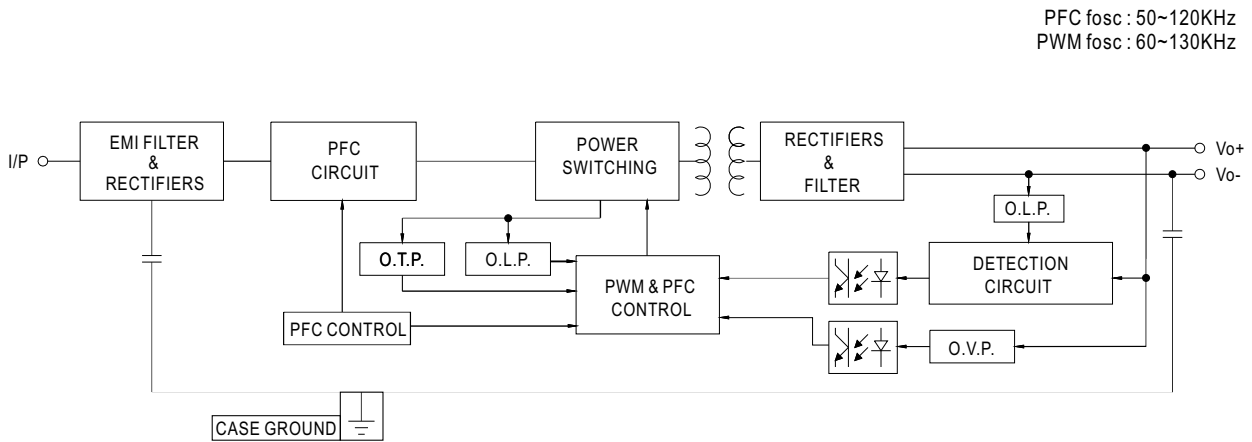 PFC fosc : 50~120KHz
PWM fosc : 60~130KHz
I/P
EMI FILTER
&
RECTIFIERS
PFC
CIRCUIT
POWER
SWITCHING
RECTIFIERS
&
FILTER
Vo+
Vo-
O.L.P.
O.T.P.
O.L.P.
PWM & PFC
CONTROL
DETECTION
CIRCUIT
PFC CONTROL
O.V.P.
CASE GROUND